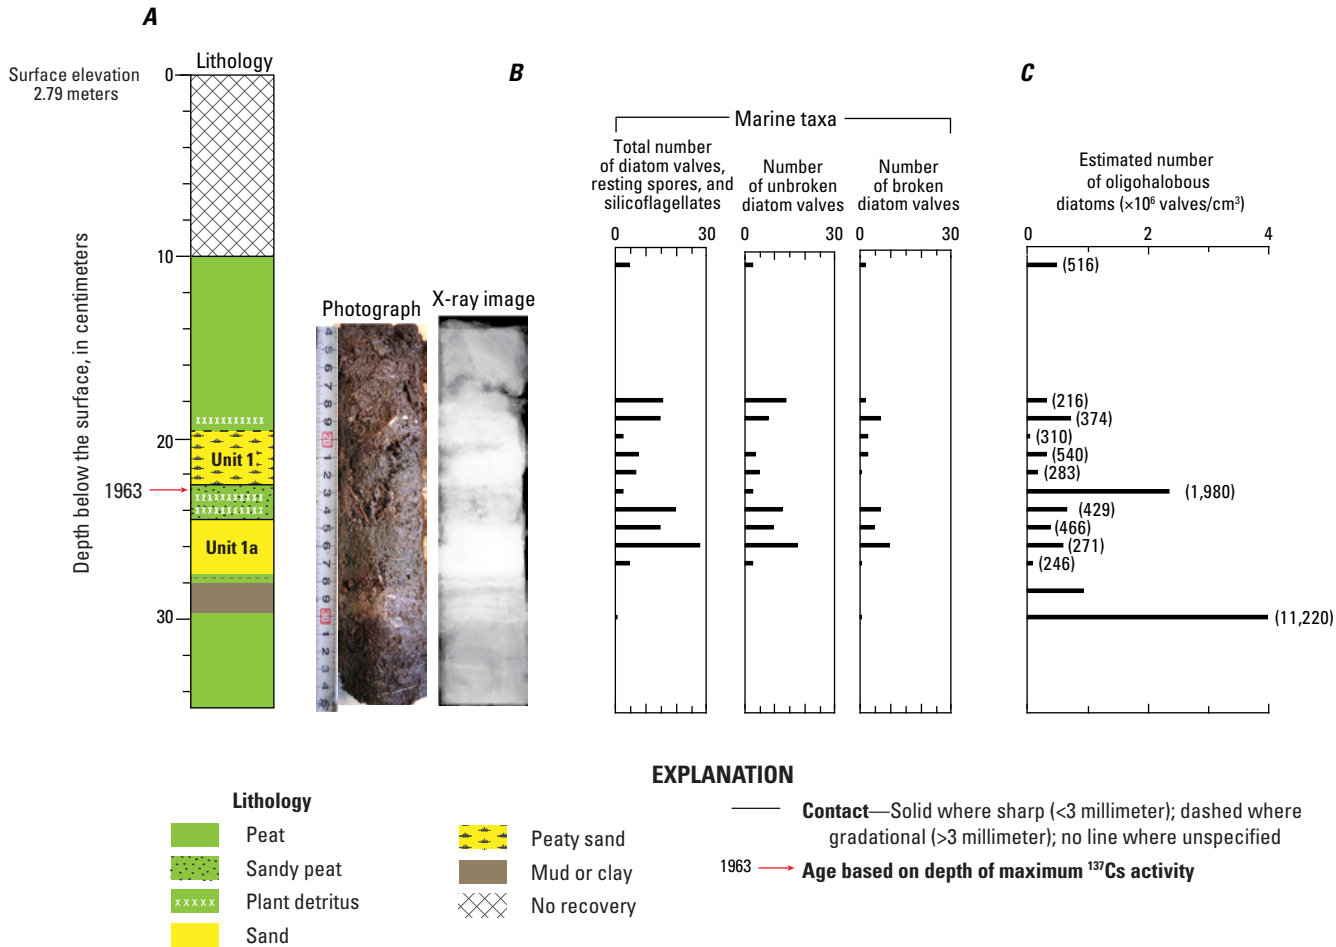 A
B
C
Lithology
Surface elevation
2.79 meters
0
10
20
30
Depth below the surface, in centimeters
1963
Unit 1
Unit 1a
Photograph
X-ray image
Marine taxa
Total number
of diatom valves,
resting spores, and
silicoflagellates
Number
of unbroken
diatom valves
Number
of broken
diatom valves
Estimated number
of oligohalobous
diatoms (×10⁶ valves/cm³)
0 30
0 30
0 30
0 2 4
(516)
(216)
(374)
(310)
(540)
(283)
(1,980)
(429)
(466)
(271)
(246)
(11,220)
EXPLANATION
Lithology
Peat
Sandy peat
Plant detritus
Sand
Peaty sand
Mud or clay
No recovery
Contact—Solid where sharp (<3 millimeter); dashed where
gradational (>3 millimeter); no line where unspecified
1963
Age based on depth of maximum ¹³⁷Cs activity